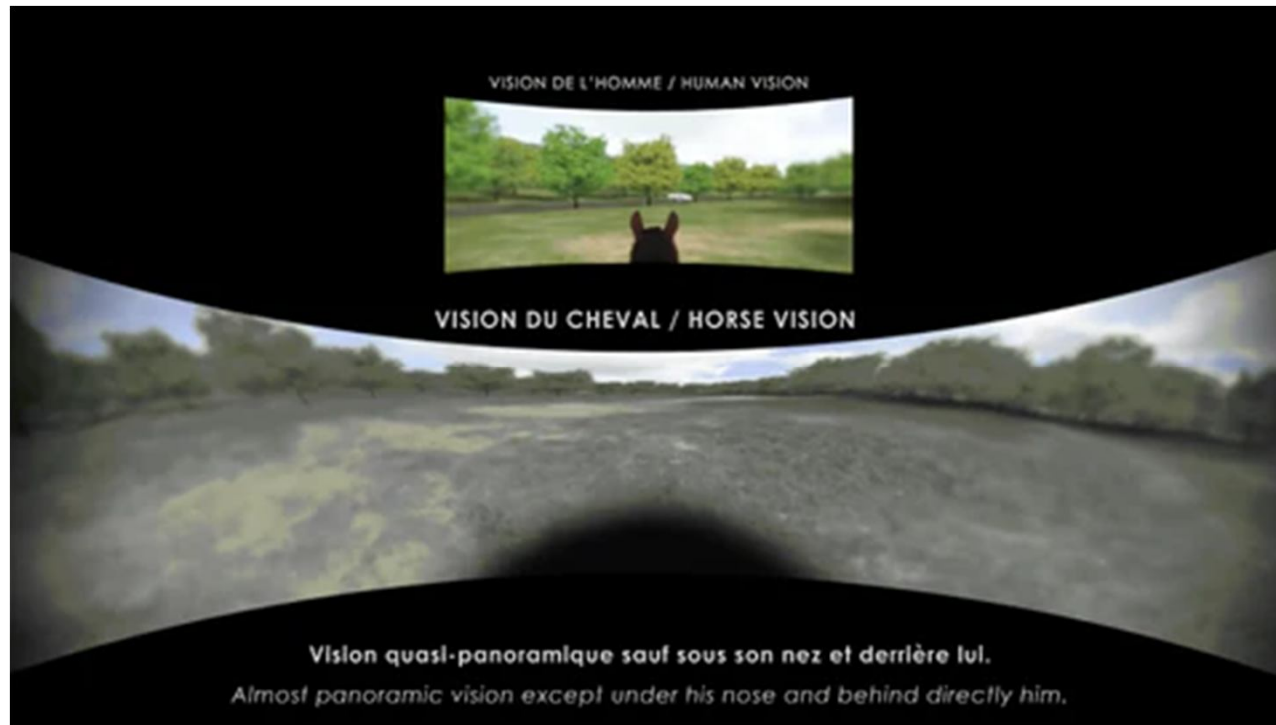 VISION DE L'HOMME / HUMAN VISION
VISION DU CHEVAL / HORSE VISION
Vision quasi-panoramique sauf sous son nez et derrière lui.
Almost panoramic vision except under his nose and behind directly him.